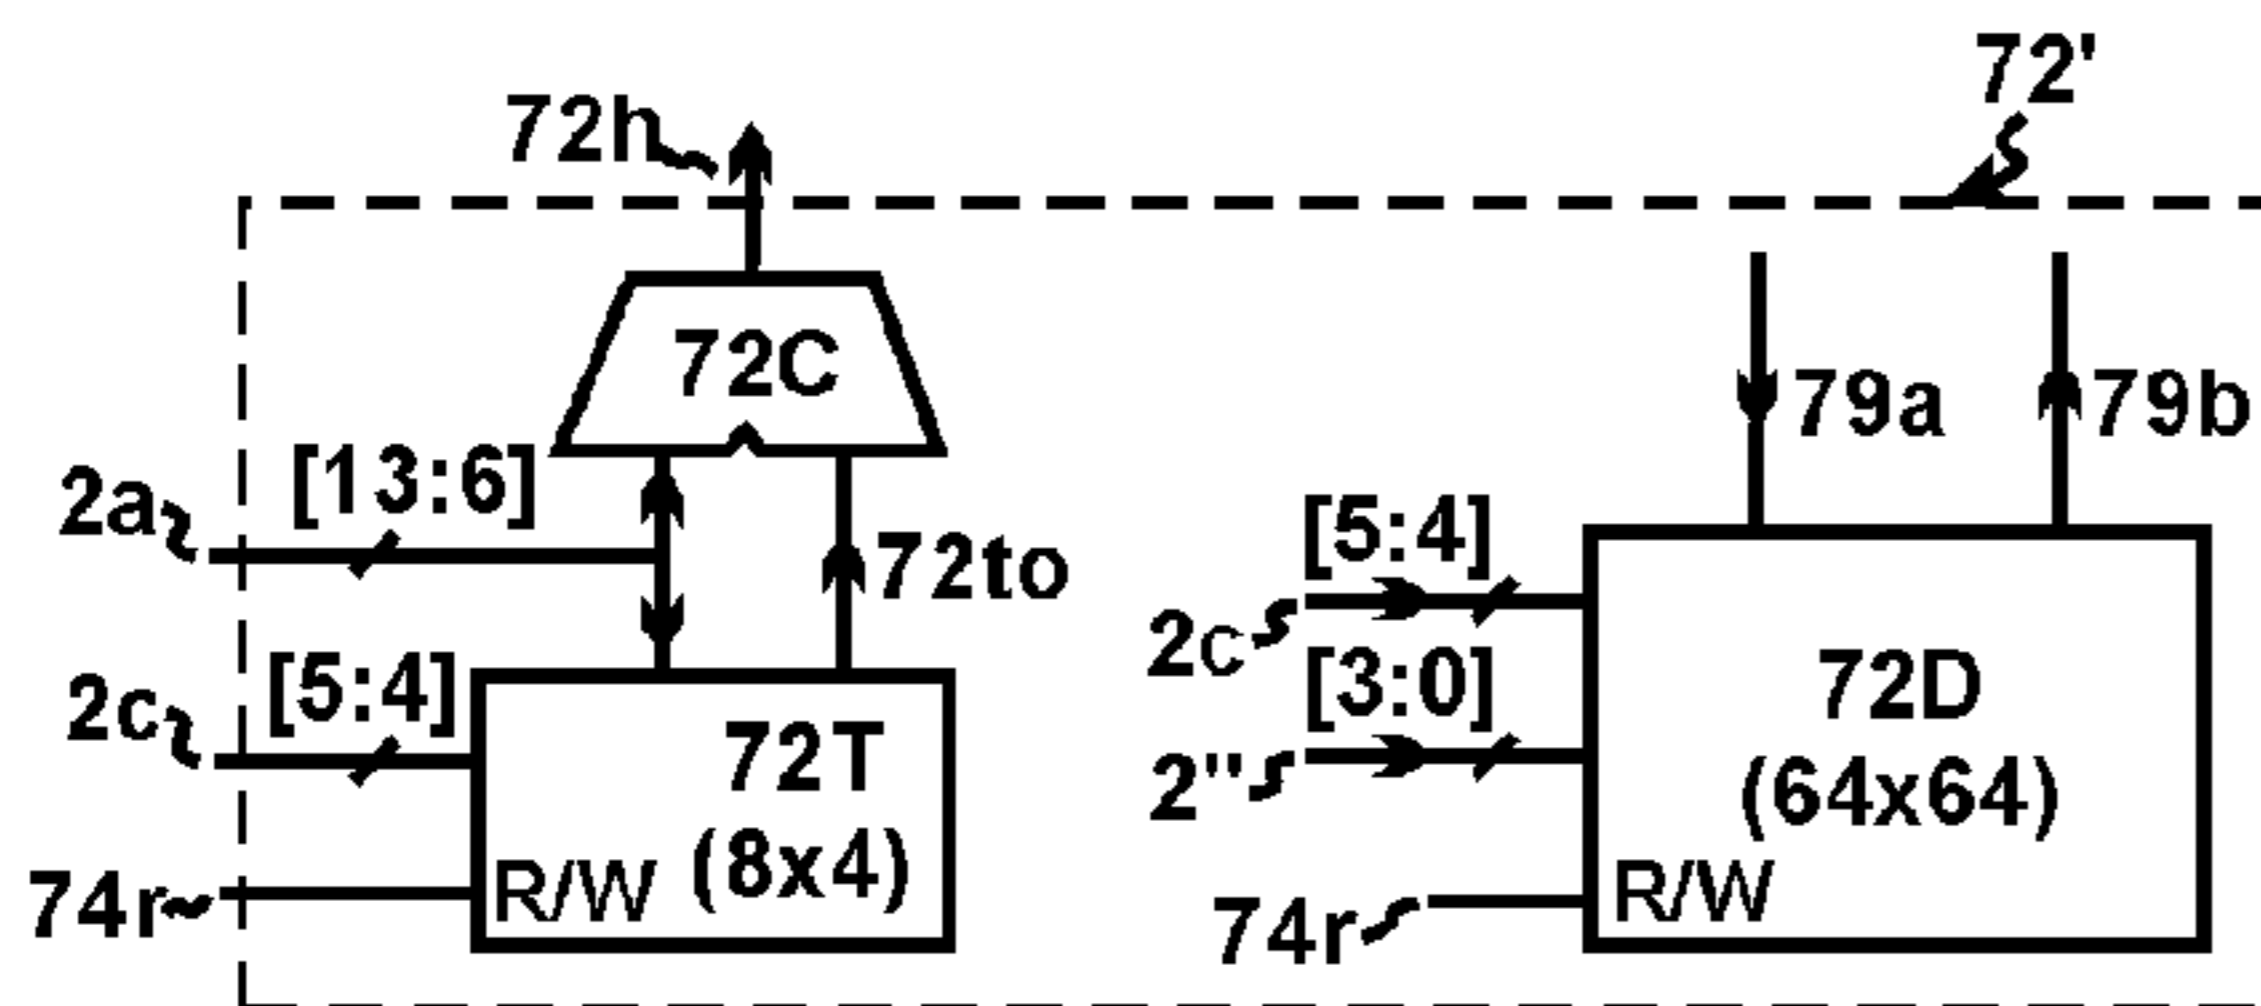 72'
72h
72C
79a
79b
2a
[13:6]
72to
[5:4]
2c
[3:0]
2"
72D
(64x64)
R/W
74r
2c
[5:4]
72T
(8x4)
R/W
74r